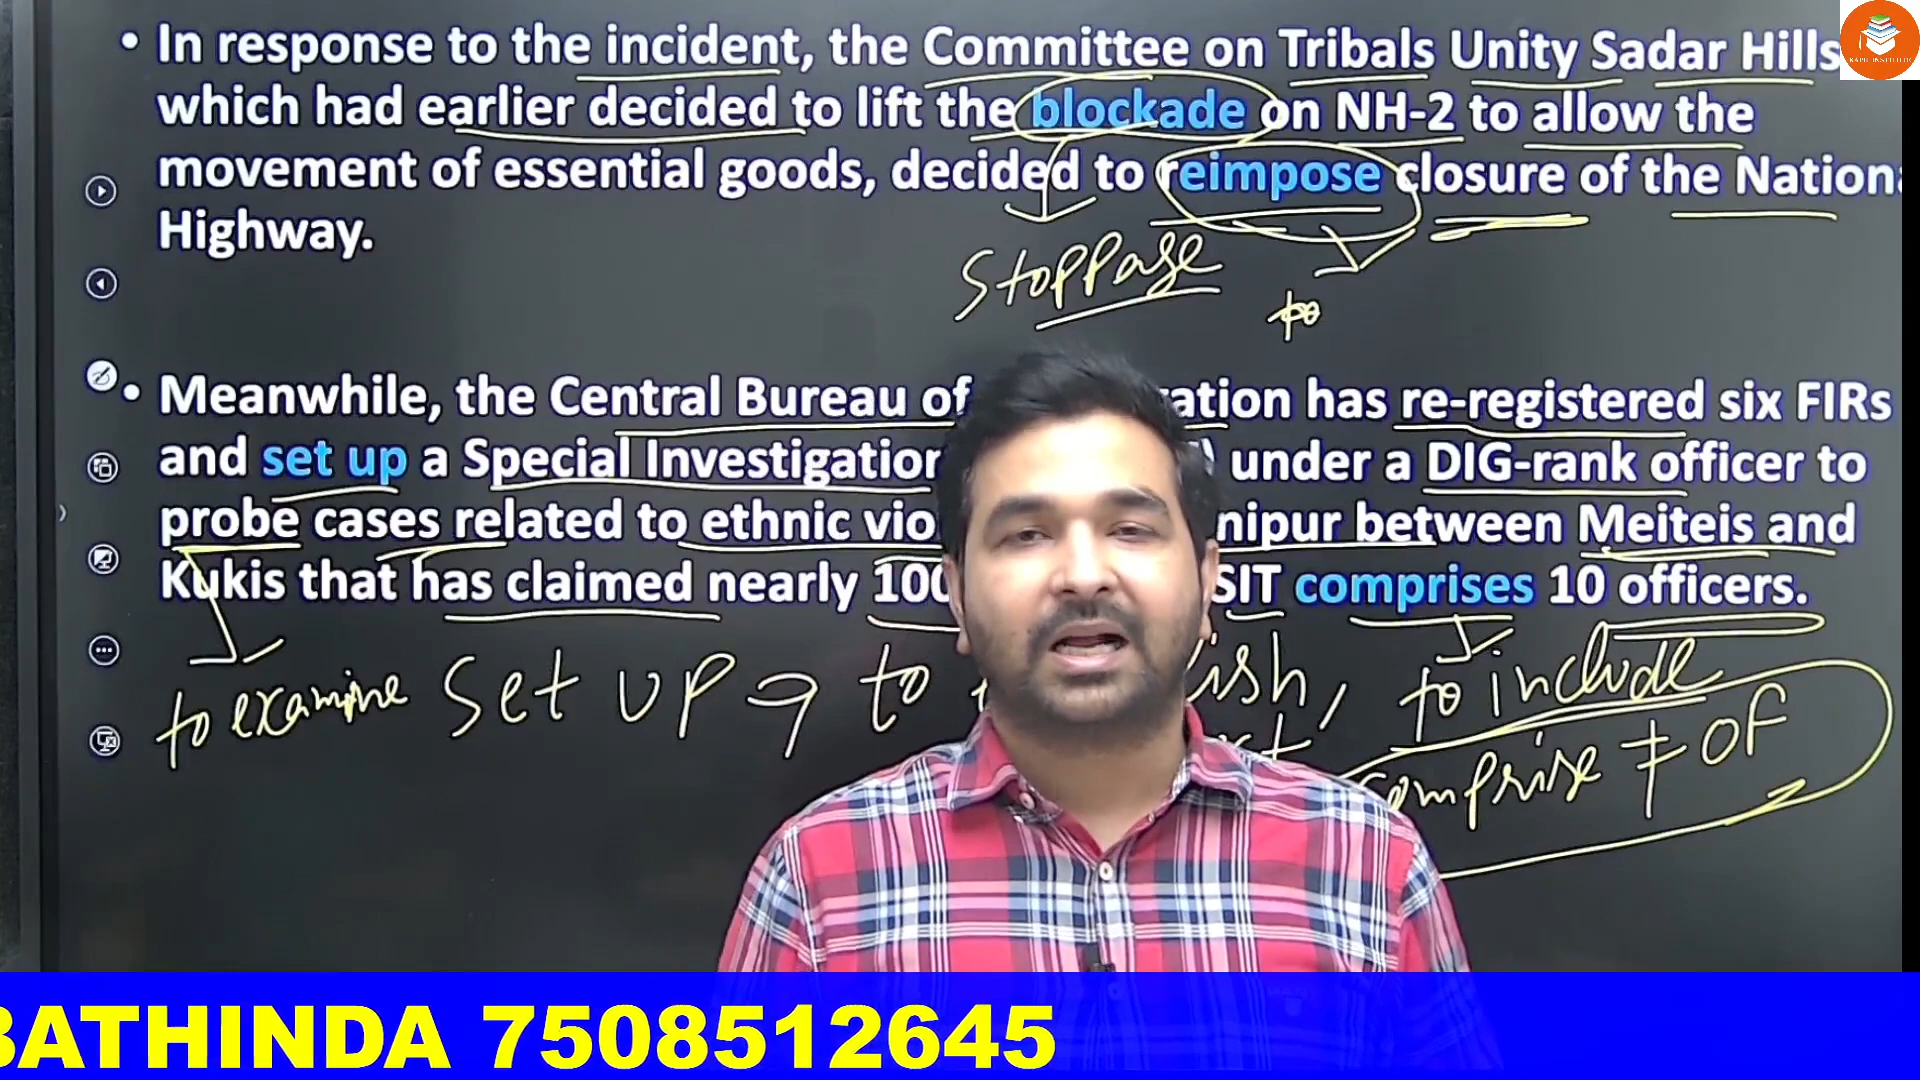 • In response to the incident, the Committee on Tribals Unity Sadar Hills
which had earlier decided to lift the blockade on NH-2 to allow the
movement of essential goods, decided to reimpose closure of the Nationa
Highway.
Stoppage
• Meanwhile, the Central Bureau of ration has re-registered six FIRs
and set up a Special Investigation under a DIG-rank officer to
probe cases related to ethnic vio nipur between Meiteis and
Kukis that has claimed nearly 100 SIT comprises 10 officers.
to examine set up → to ish, to include
comprise ≠ of
BATHINDA 7508512645